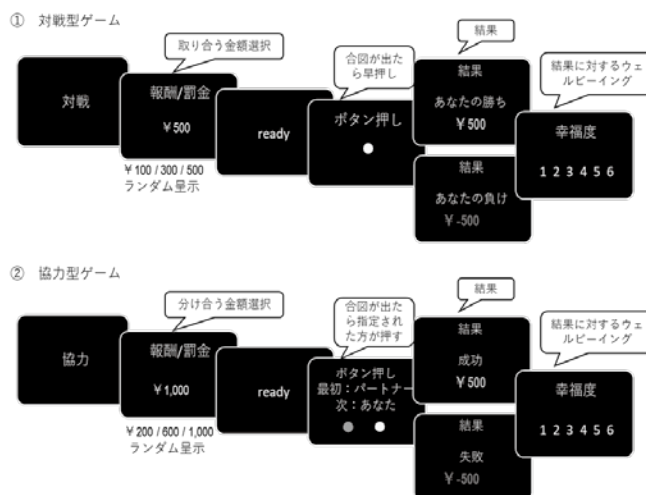 ① 対戦型ゲーム
取り合う金額選択
合図が出た
ら早押し
結果
結果に対するウェ
ルビーイング
対戦
報酬/罰金
￥500
ready
ボタン押し
結果
あなたの勝ち
￥500
結果
あなたの負け
￥-500
幸福度
1 2 3 4 5 6
￥100 / 300 / 500
ランダム呈示
② 協力型ゲーム
分け合う金額選択
合図が出た
ら指定され
た方が押す
結果
結果に対するウェ
ルビーイング
協力
報酬/罰金
￥1,000
ready
ボタン押し
最初：パートナー
次：あなた
結果
成功
￥500
結果
失敗
￥-500
幸福度
1 2 3 4 5 6
￥200 / 600 / 1,000
ランダム呈示